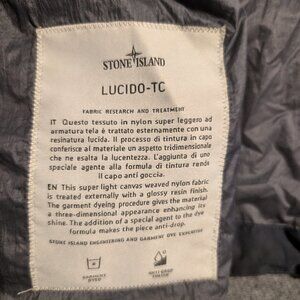 STONE ISLAND
LUCIDO-TC
FABRIC RESEARCH AND TREATMENT
IT Questo tessuto in nylon super leggero ad
armatura tela è trattato esternamente con una
resinatura lucida. Il processo di tintura in capo
conferisce al materiale un aspetto tridimensionale
che ne esalta la lucentezza. L'aggiunta di uno
speciale agente alla formula di tintura rende
il capo anti goccia
EN This super light canvas weaved nylon fabric
is treated externally with a glossy resin finish.
The garment dyeing procedure gives the material
a three-dimensional appearance enhancing its
shine. The addition of a special agent to the dye
formula makes the piece anti-drop.
STONE ISLAND ENGINEERING AND GARMENT DYE EXPERTISE
GARMENT
DYED
ANTI DROP